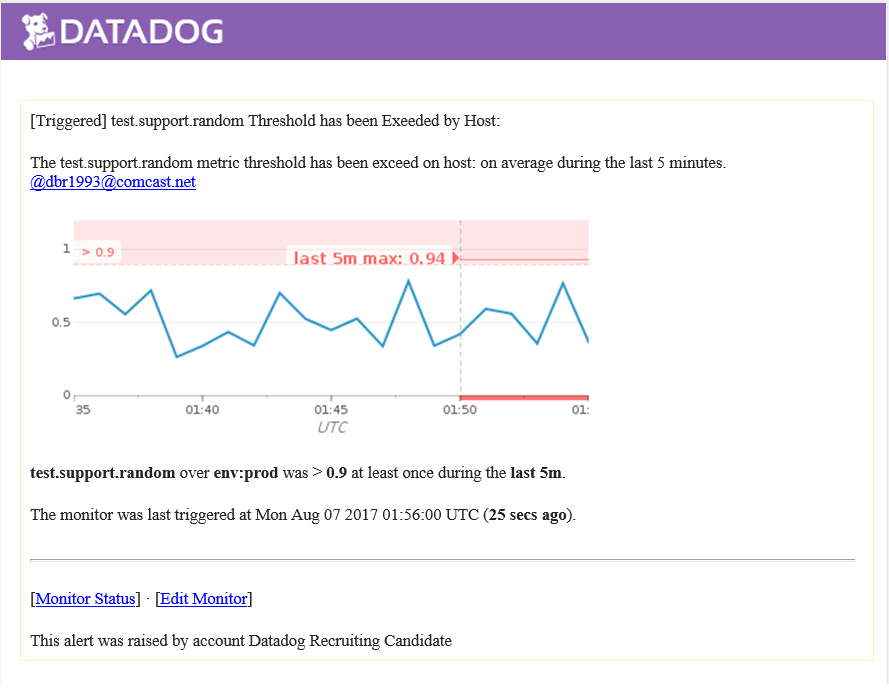 DATADOG
[Triggered] test.support.random Threshold has been Exeeded by Host:
The test.support.random metric threshold has been exceed on host: on average during the last 5 minutes.
@dbr1993@comcast.net
1
> 0.9
last 5m max: 0.94
0.5
0
35 01:40 01:45 01:50 01:
UTC
test.support.random over env:prod was > 0.9 at least once during the last 5m.
The monitor was last triggered at Mon Aug 07 2017 01:56:00 UTC (25 secs ago).
[Monitor Status] · [Edit Monitor]
This alert was raised by account Datadog Recruiting Candidate